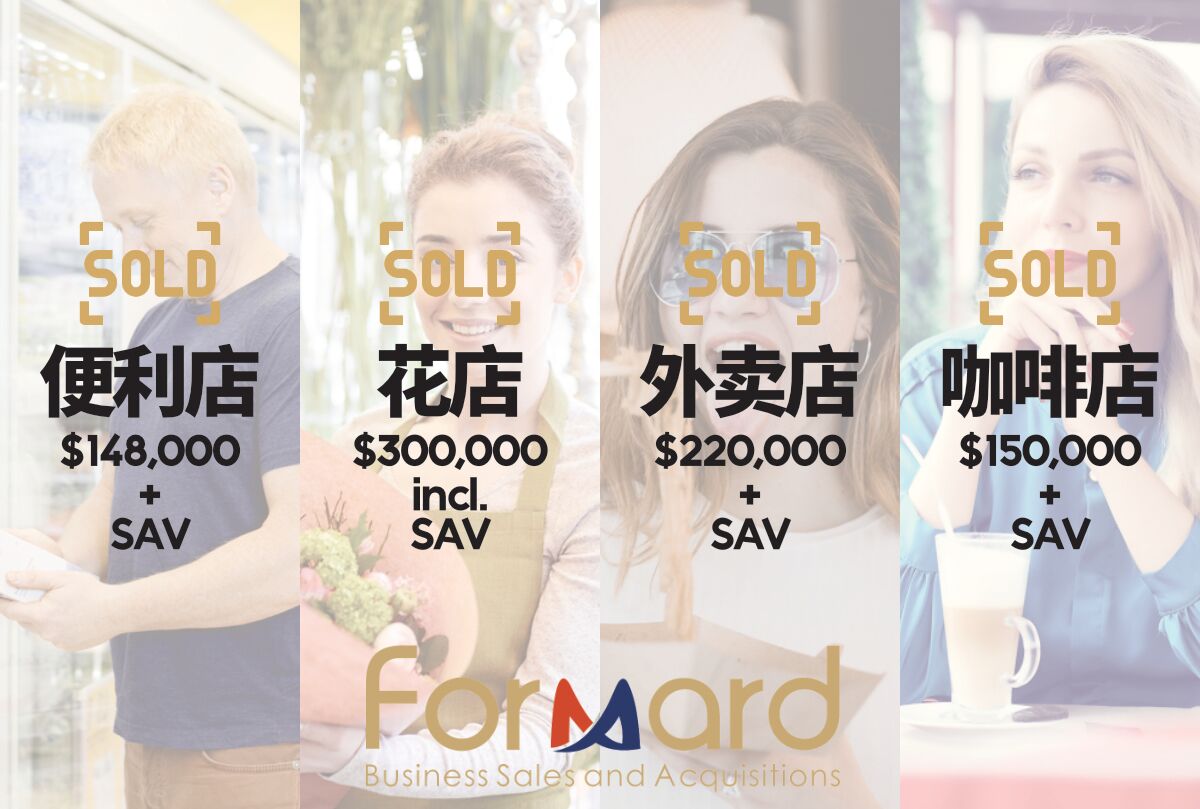 SOLD
便利店
$148,000
+
SAV
SOLD
花店
$300,000
incl.
SAV
SOLD
外卖店
$220,000
+
SAV
SOLD
咖啡店
$150,000
+
SAV
Forward
Business Sales and Acquisitions